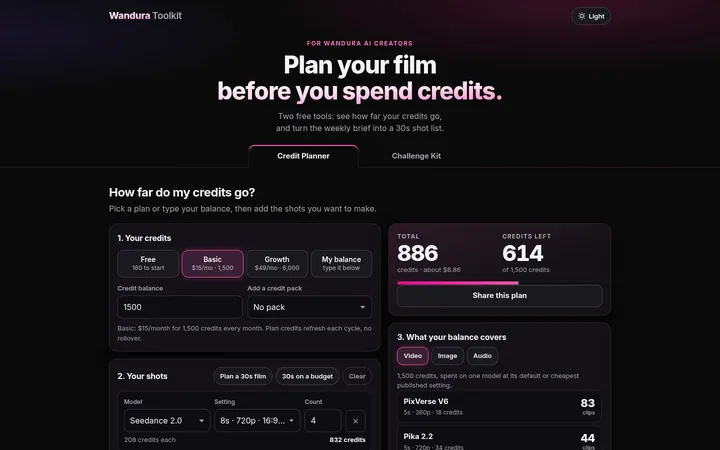 Wandura Toolkit
Light
FOR WANDURA AI CREATORS
Plan your film
before you spend credits.
Two free tools: see how far your credits go,
and turn the weekly brief into a 30s shot list.
Credit Planner
Challenge Kit
How far do my credits go?
Pick a plan or type your balance, then add the shots you want to make.
1. Your credits
Free
160 to start
Basic
$15/mo · 1,500
Growth
$49/mo · 6,000
My balance
type it below
Credit balance
Add a credit pack
1500
No pack
Basic: $15/month for 1,500 credits every month. Plan credits refresh each cycle, no
rollover.
2. Your shots
Plan a 30s film
30s on a budget
Clear
Model
Setting
Count
Seedance 2.0
8s · 720p · 16:9...
4
×
208 credits each
832 credits
TOTAL
CREDITS LEFT
886
614
credits · about $8.86
of 1,500 credits
Share this plan
3. What your balance covers
Video
Image
Audio
1,500 credits, spent on one model at its default or cheapest
published setting.
PixVerse V6
5s · 360p · 18 credits
83
clips
Pika 2.2
5s · 720p · 34 credits
44
clips